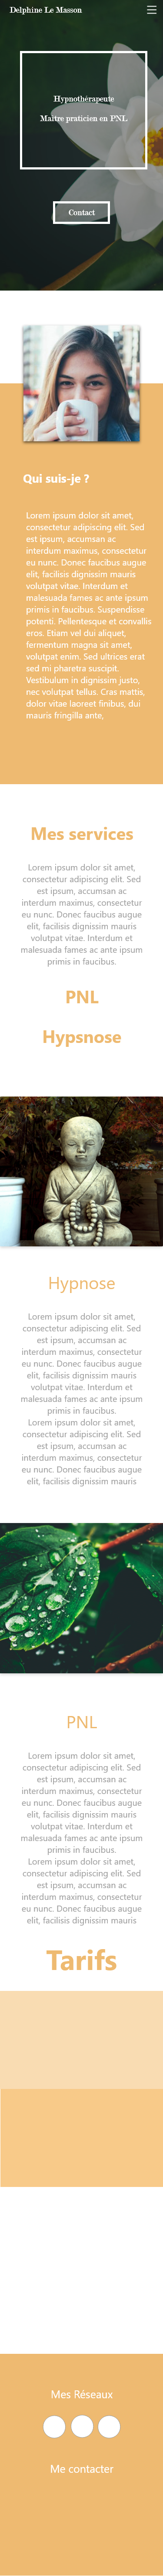 Delphine Le Masson
Hypnothérapeute
Maitre praticien en PNL
Contact
Qui suis-je ?
Lorem ipsum dolor sit amet,
consectetur adipiscing elit. Sed
est ipsum, accumsan ac
interdum maximus, consectetur
eu nunc. Donec faucibus augue
elit, facilisis dignissim mauris
volutpat vitae. Interdum et
malesuada fames ac ante ipsum
primis in faucibus. Suspendisse
potenti. Pellentesque et convallis
eros. Etiam vel dui aliquet,
fermentum magna sit amet,
volutpat enim. Sed ultrices erat
sed mi pharetra suscipit.
Vestibulum in dignissim justo,
nec volutpat tellus. Cras mattis,
dolor vitae laoreet finibus, dui
mauris fringilla ante,
Mes services
Lorem ipsum dolor sit amet,
consectetur adipiscing elit. Sed
est ipsum, accumsan ac
interdum maximus, consectetur
eu nunc. Donec faucibus augue
elit, facilisis dignissim mauris
volutpat vitae. Interdum et
malesuada fames ac ante ipsum
primis in faucibus.
PNL
Hypsnose
Hypnose
Lorem ipsum dolor sit amet,
consectetur adipiscing elit. Sed
est ipsum, accumsan ac
interdum maximus, consectetur
eu nunc. Donec faucibus augue
elit, facilisis dignissim mauris
volutpat vitae. Interdum et
malesuada fames ac ante ipsum
primis in faucibus.
Lorem ipsum dolor sit amet,
consectetur adipiscing elit. Sed
est ipsum, accumsan ac
interdum maximus, consectetur
eu nunc. Donec faucibus augue
elit, facilisis dignissim mauris
PNL
Lorem ipsum dolor sit amet,
consectetur adipiscing elit. Sed
est ipsum, accumsan ac
interdum maximus, consectetur
eu nunc. Donec faucibus augue
elit, facilisis dignissim mauris
volutpat vitae. Interdum et
malesuada fames ac ante ipsum
primis in faucibus.
Lorem ipsum dolor sit amet,
consectetur adipiscing elit. Sed
est ipsum, accumsan ac
interdum maximus, consectetur
eu nunc. Donec faucibus augue
elit, facilisis dignissim mauris
Tarifs
Mes Réseaux
Me contacter